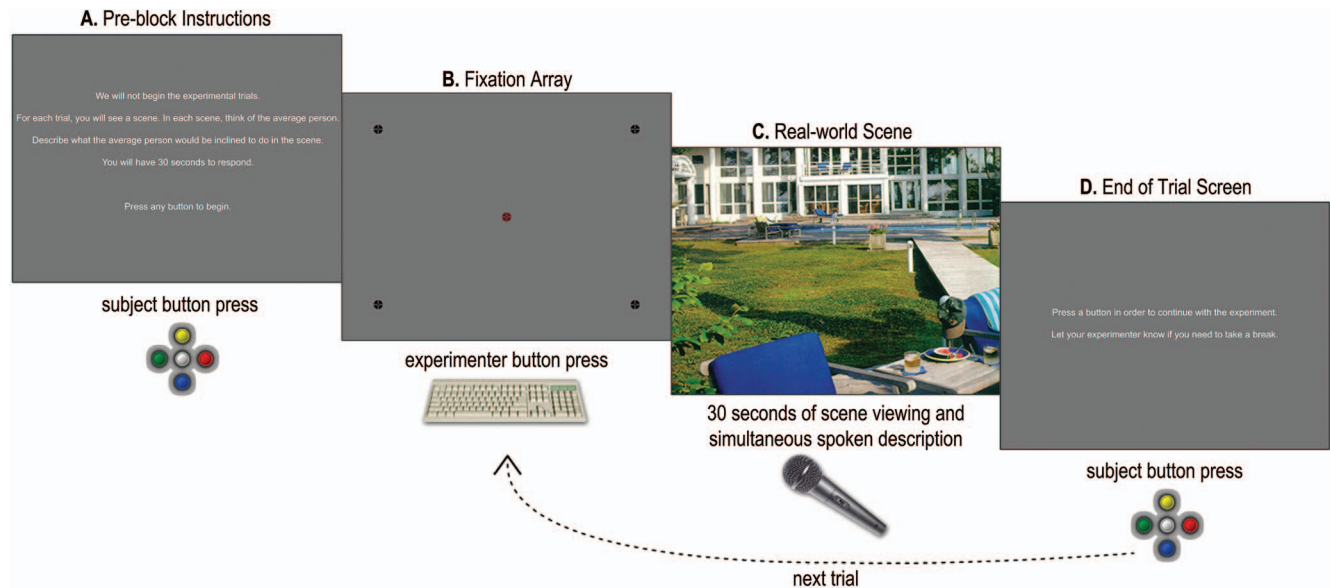 A. Pre-block Instructions
We will not begin the experimental trials.
For each trial, you will see a scene. In each scene, think of the average person.
Describe what the average person would be inclined to do in the scene.
You will have 30 seconds to respond.
Press any button to begin.
subject button press
B. Fixation Array
experimenter button press
C. Real-world Scene
30 seconds of scene viewing and
simultaneous spoken description
D. End of Trial Screen
Press a button in order to continue with the experiment.
Let your experimenter know if you need to take a break.
subject button press
next trial